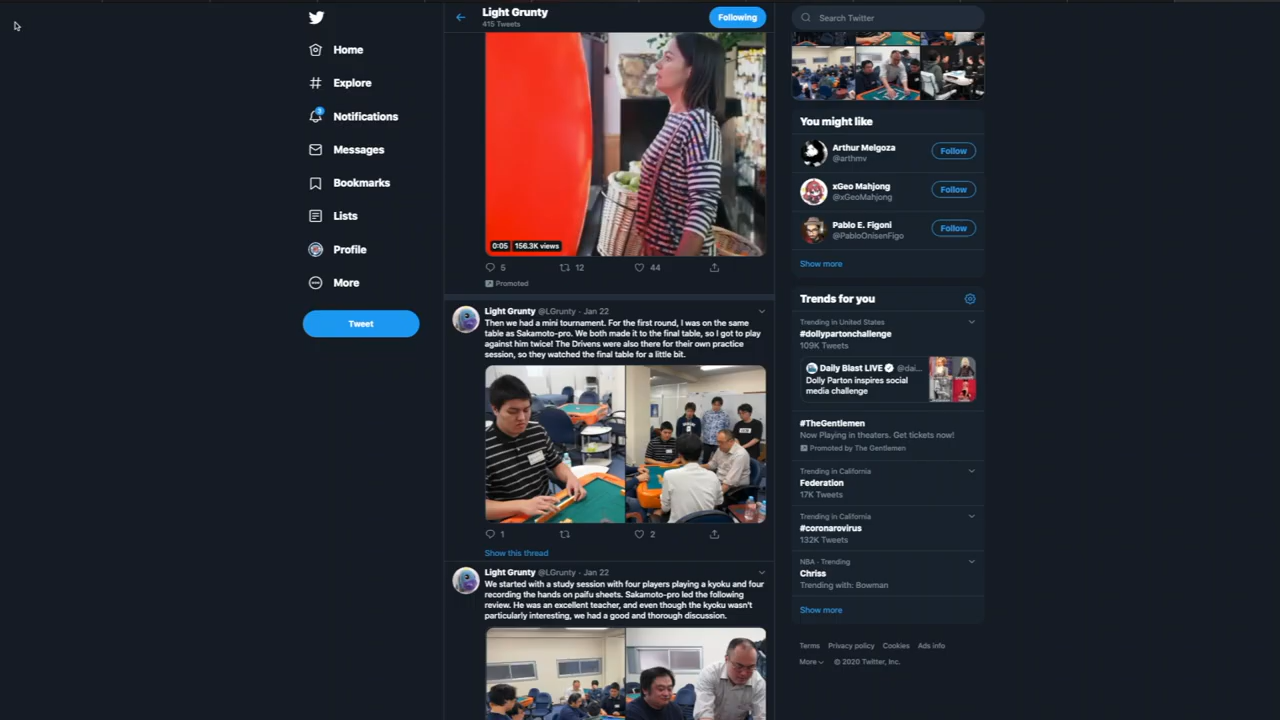 Home
Explore
2
Notifications
Messages
Bookmarks
Lists
Profile
More
Tweet
Light Grunty
415 Tweets
Following
0:05 156.3K views
5 12 44
Promoted
Light Grunty @LGrunty · Jan 22
Then we had a mini tournament. For the first round, I was on the same
table as Sakamoto-pro. We both made it to the final table, so I got to play
against him twice! The Drivens were also there for their own practice
session, so they watched the final table for a little bit.
1 2
Show this thread
Light Grunty @LGrunty · Jan 22
We started with a study session with four players playing a kyoku and four
recording the hands on paifu sheets. Sakamoto-pro led the following
review. He was an excellent teacher, and even though the kyoku wasn't
particularly interesting, we had a good and thorough discussion.
Search Twitter
You might like
Arthur Melgoza
@arthmv
Follow
xGeo Mahjong
@xGeoMahjong
Follow
Pablo E. Figoni
@PabloOnisenFigo
Follow
Show more
Trends for you
Trending in United States
#dollypartonchallenge
109K Tweets
Daily Blast LIVE @dai...
Dolly Parton inspires social
media challenge
#TheGentlemen
Now Playing in theaters. Get tickets now!
Promoted by The Gentlemen
Trending in California
Federation
17K Tweets
Trending in California
#coronarovirus
132K Tweets
NBA · Trending
Chriss
Trending with: Bowman
Show more
Terms Privacy policy Cookies Ads info
More © 2020 Twitter, Inc.